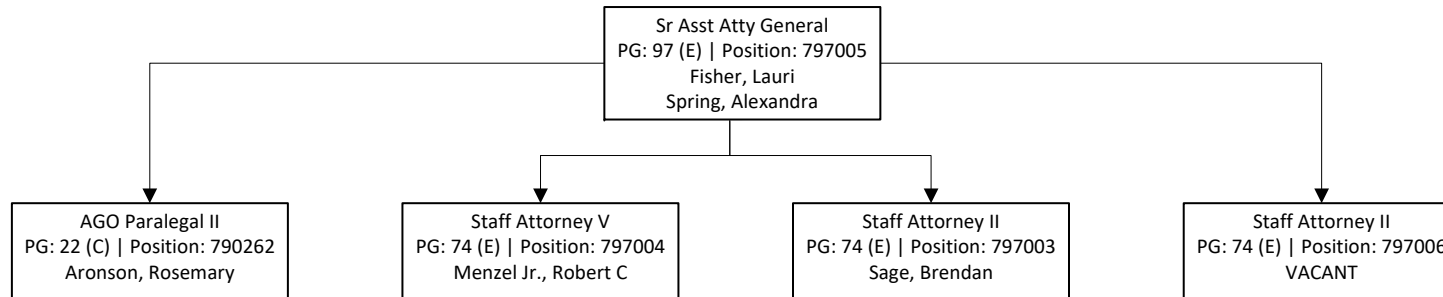 Sr Asst Atty General
PG: 97 (E) | Position: 797005
Fisher, Lauri
Spring, Alexandra
AGO Paralegal II
PG: 22 (C) | Position: 790262
Aronson, Rosemary
Staff Attorney V
PG: 74 (E) | Position: 797004
Menzel Jr., Robert C
Staff Attorney II
PG: 74 (E) | Position: 797003
Sage, Brendan
Staff Attorney II
PG: 74 (E) | Position: 797006
VACANT